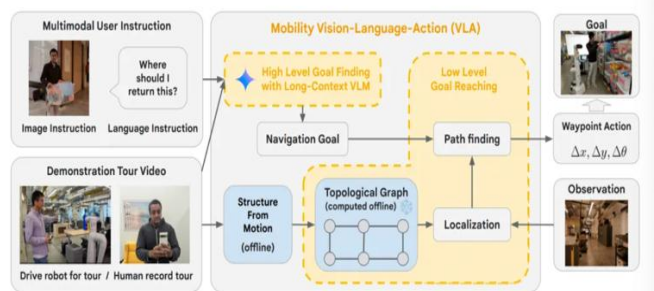 Multimodal User Instruction
Where
should I
return this?
Image Instruction
Language Instruction
Demonstration Tour Video
Drive robot for tour / Human record tour
Mobility Vision-Language-Action (VLA)
High Level Goal Finding
with Long-Context VLM
Low Level
Goal Reaching
Navigation Goal
Path finding
Structure
From
Motion
(offline)
Topological Graph
(computed offline)
Localization
Goal
Waypoint Action
Δx, Δy, Δθ
Observation